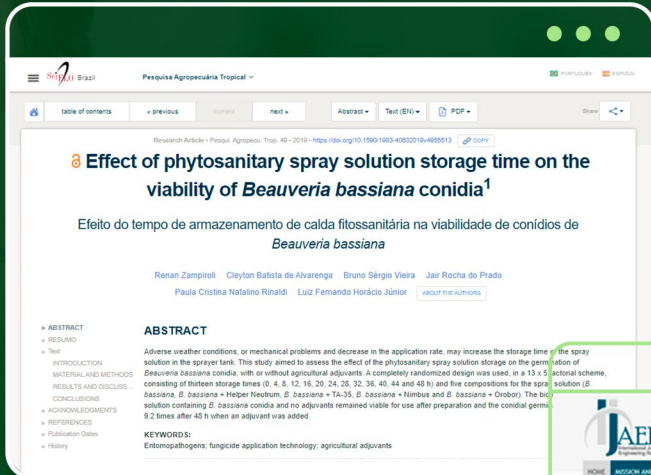 SciELO Brazil
Pesquisa Agropecuária Tropical
PORTUGUÊS ESPAÑOL
table of contents « previous current next » Abstract Text (EN) PDF Share
Research Article • Pesqui. Agropecu. Trop. 49 • 2019 • https://doi.org/10.1590/1983-40632019v4955513 COPY
Effect of phytosanitary spray solution storage time on the
viability of Beauveria bassiana conidia1
Efeito do tempo de armazenamento de calda fitossanitária na viabilidade de conídios de
Beauveria bassiana
Renan Zampiroli Cleyton Batista de Alvarenga Bruno Sérgio Vieira Jair Rocha do Prado
Paula Cristina Natalino Rinaldi Luiz Fernando Horácio Júnior ABOUT THE AUTHORS
» ABSTRACT
» RESUMO
» Text
INTRODUCTION
MATERIAL AND METHODS
RESULTS AND DISCUSS...
CONCLUSIONS
» ACKNOWLEDGMENTS
» REFERENCES
» Publication Dates
» History
ABSTRACT
Adverse weather conditions, or mechanical problems and decrease in the application rate, may increase the storage time of the spray
solution in the sprayer tank. This study aimed to assess the effect of the phytosanitary spray solution storage on the germination of
Beauveria bassiana conidia, with or without agricultural adjuvants. A completely randomized design was used, in a 13 x 5 factorial scheme,
consisting of thirteen storage times (0, 4, 8, 12, 16, 20, 24, 28, 32, 36, 40, 44 and 48 h) and five compositions for the spray solution (B.
bassiana, B. bassiana + Helper Neutrum, B. bassiana + TA-35, B. bassiana + Nimbus and B. bassiana + Orobor). The
solution containing B. bassiana conidia and no adjuvants remained viable for use after preparation and the conidial
9.2 times after 48 h when an adjuvant was added.
KEYWORDS:
Entomopathogens; fungicide application technology; agricultural adjuvants
HOME MISSION AND